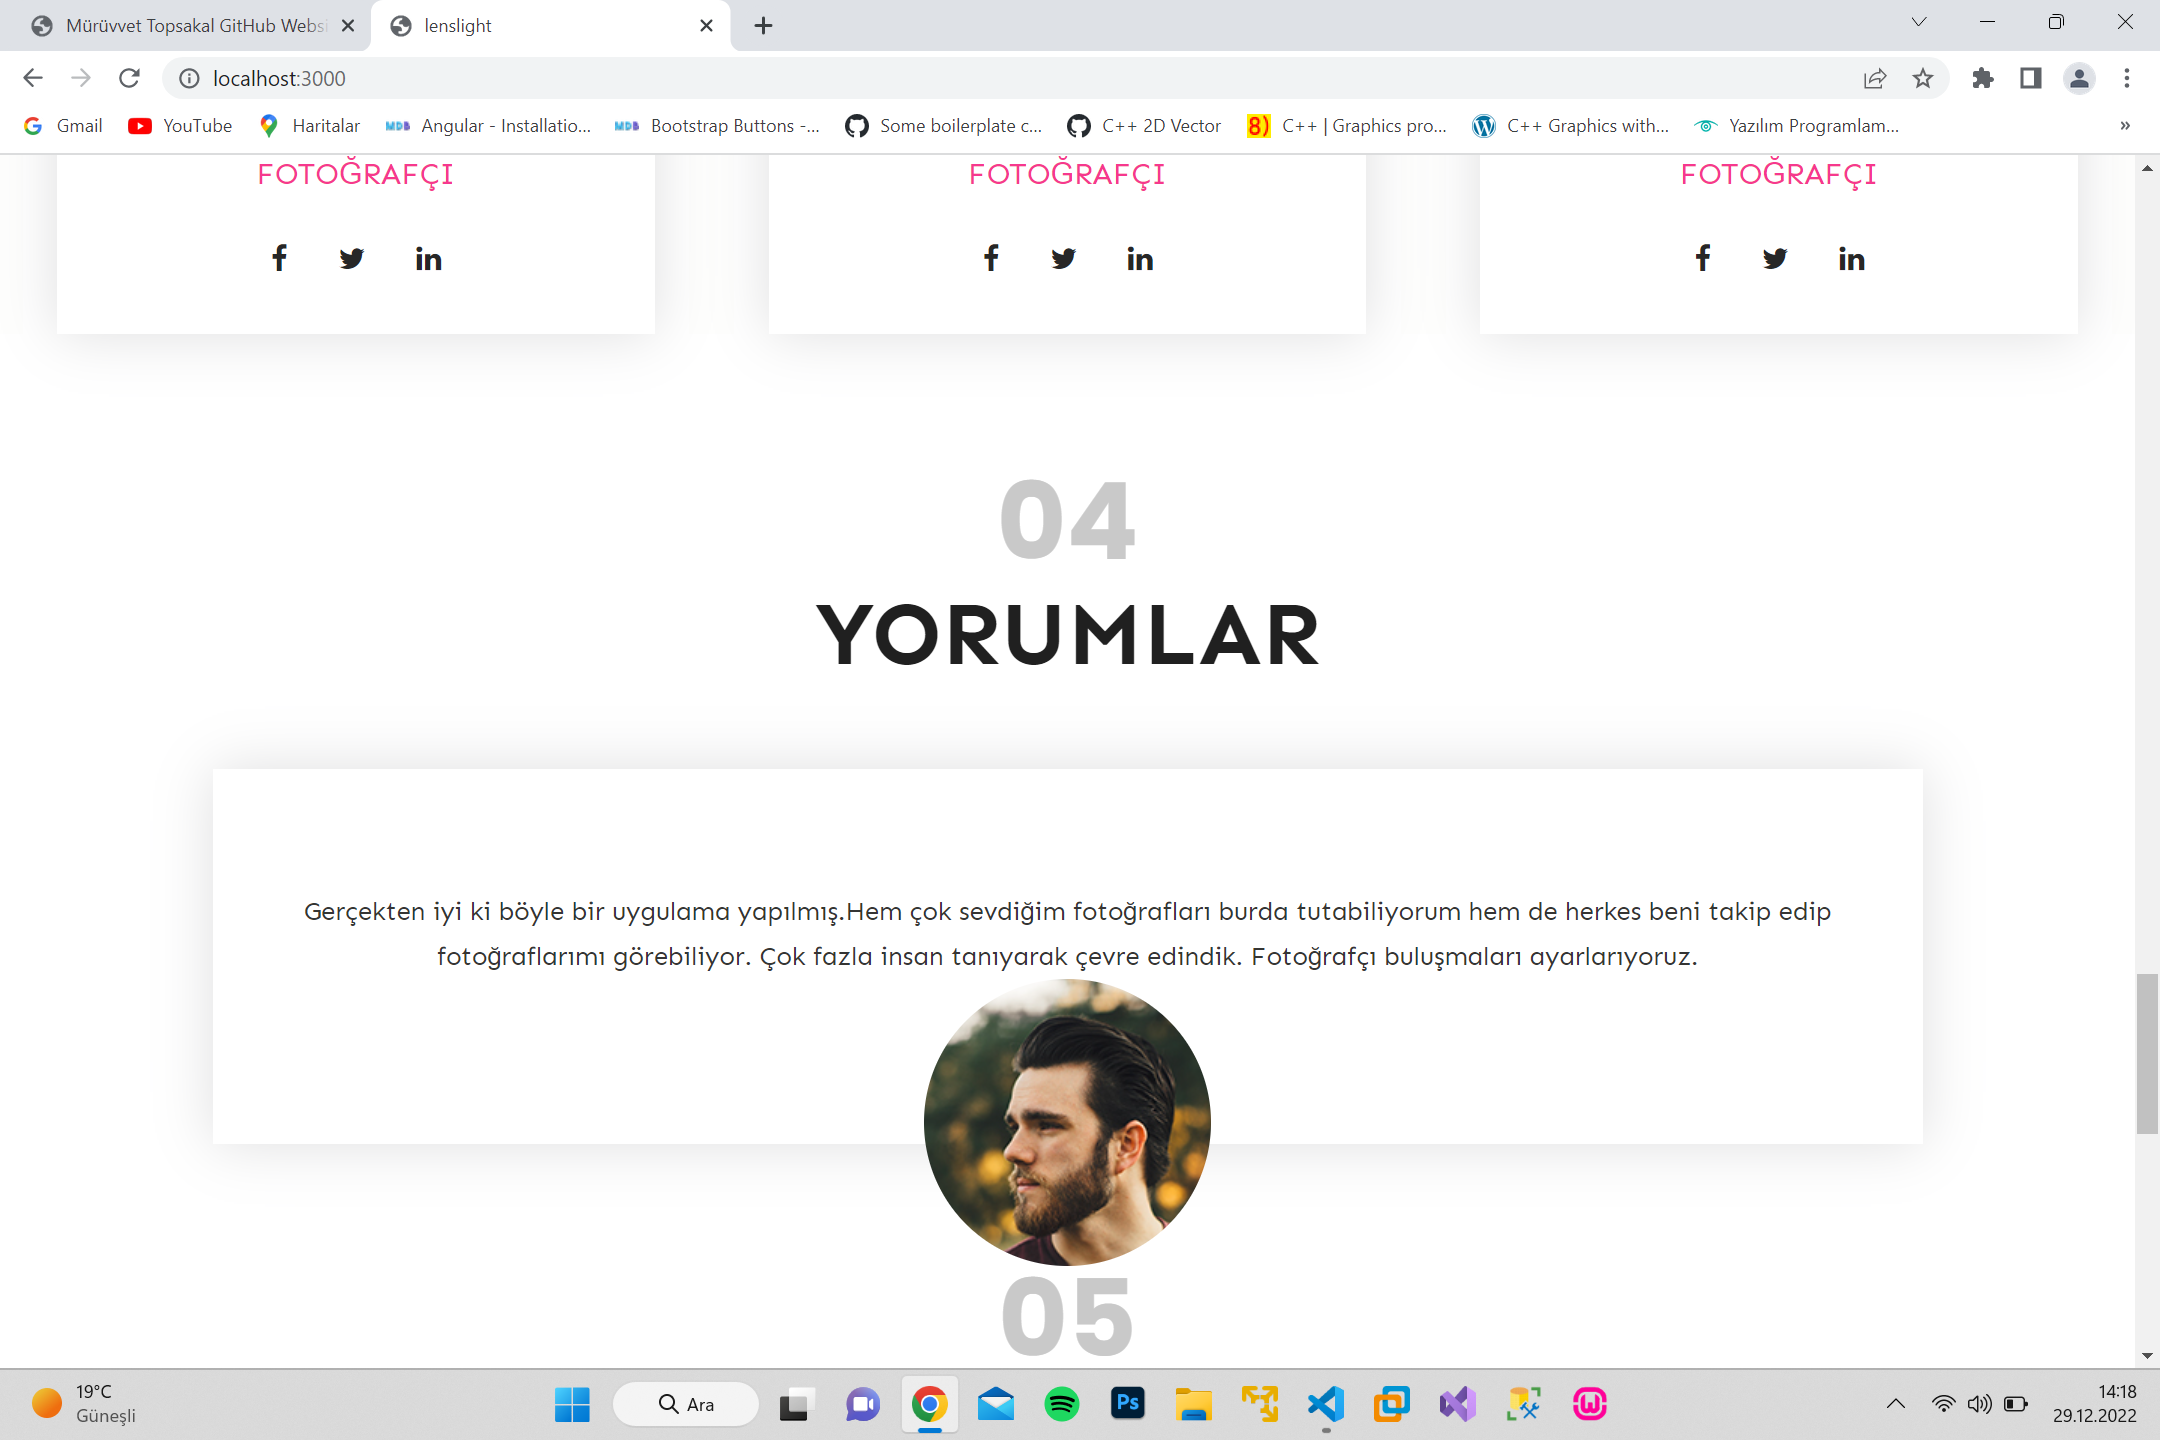 Mürüvvet Topsakal GitHub Websi
lenslight
localhost:3000
Gmail
YouTube
Haritalar
Angular - Installatio...
Bootstrap Buttons -...
Some boilerplate c...
C++ 2D Vector
C++ | Graphics pro...
C++ Graphics with...
Yazılım Programlam...
»
FOTOĞRAFÇI
FOTOĞRAFÇI
FOTOĞRAFÇI
04
YORUMLAR
Gerçekten iyi ki böyle bir uygulama yapılmış.Hem çok sevdiğim fotoğrafları burda tutabiliyorum hem de herkes beni takip edip
fotoğraflarımı görebiliyor. Çok fazla insan tanıyarak çevre edindik. Fotoğrafçı buluşmaları ayarlarıyoruz.
05
19°C
Güneşli
Ara
Ps
14:18
29.12.2022